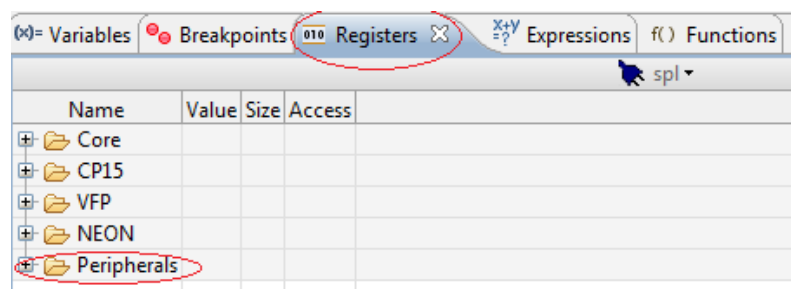 (x)= Variables Breakpoints 010 Registers X+Y =? Expressions f() Functions
spl
Name Value Size Access
Core
CP15
VFP
NEON
Peripherals